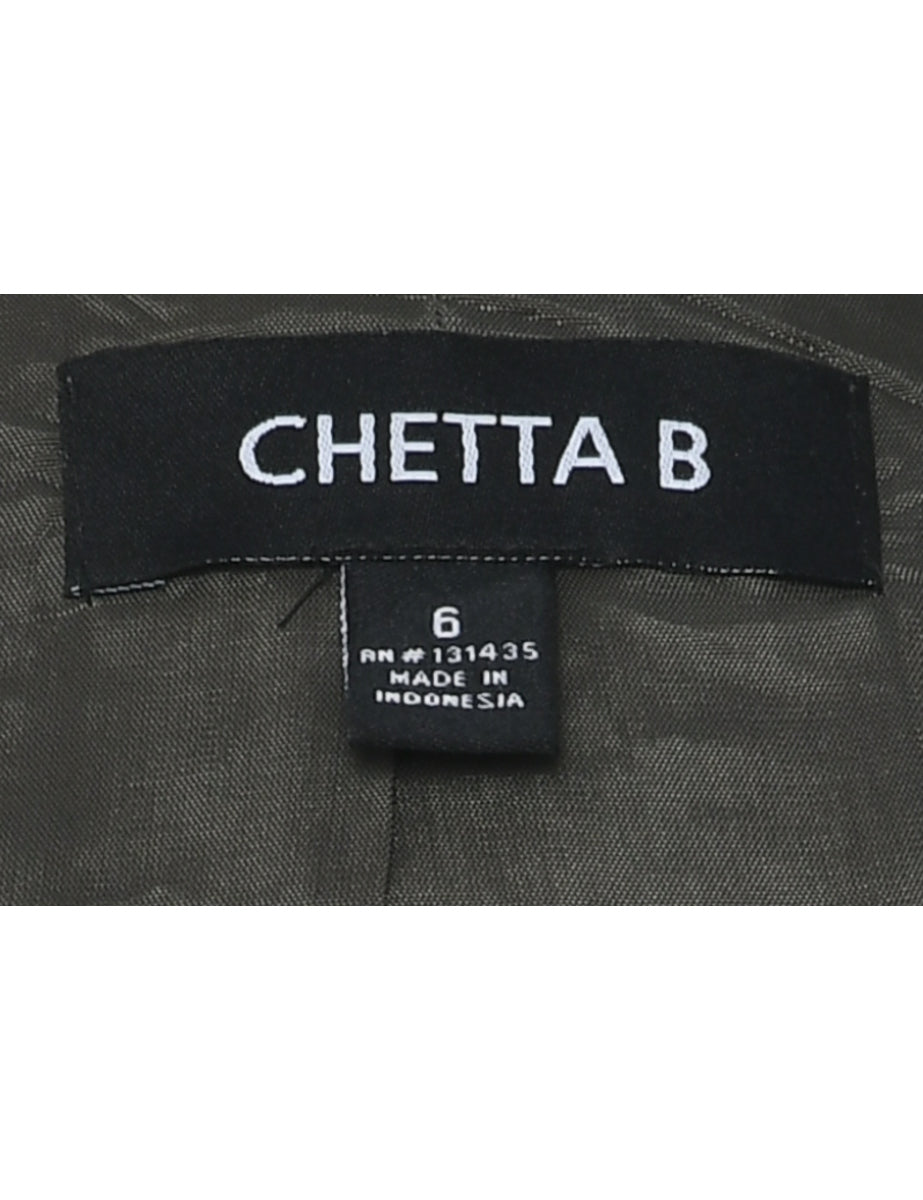 CHETTA B
6
RN # 131435
MADE IN
INDONESIA